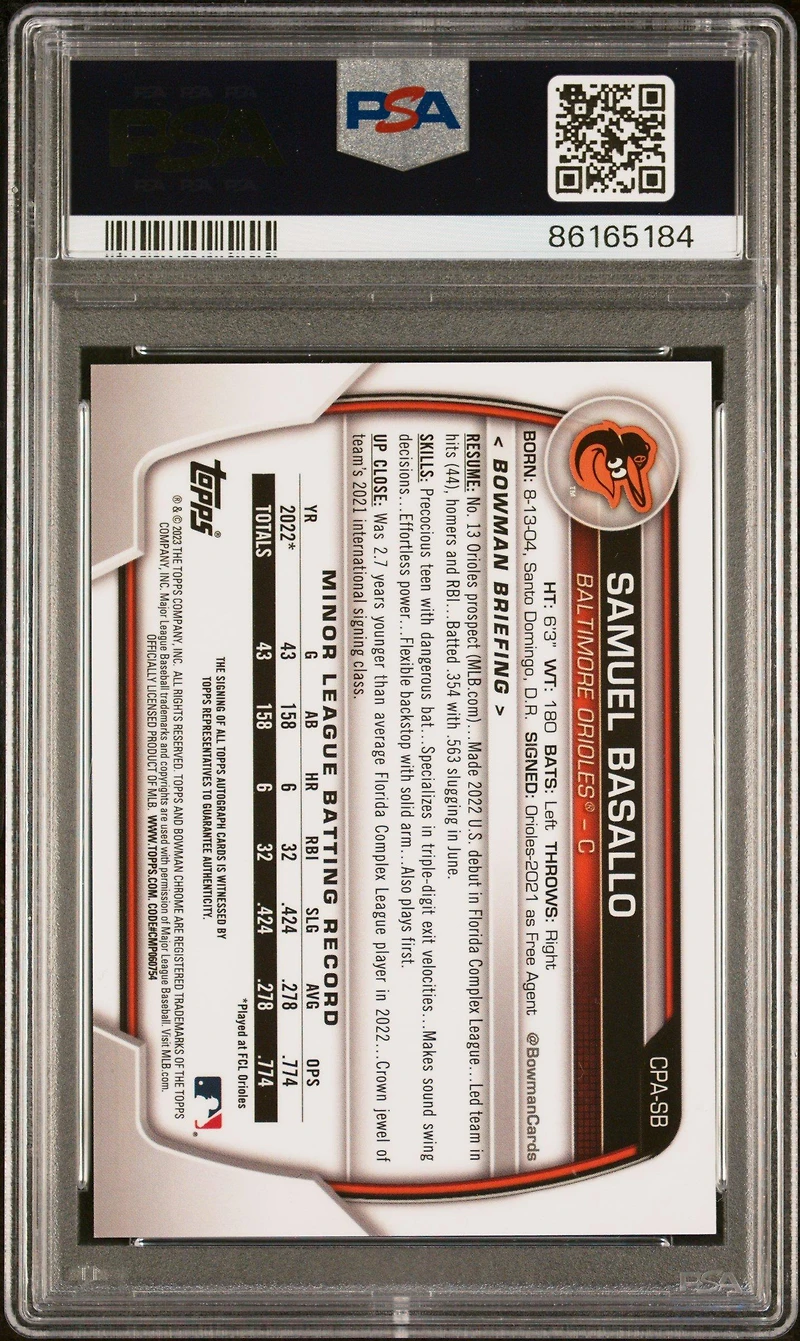 PSA PSA PSA
PSA
PSA PSA PSA
PSA
86165184
CPA-SB
SAMUEL BASALLO
BALTIMORE ORIOLES® – C
HT: 6'3" WT: 180 BATS: Left THROWS: Right
BORN: 8-13-04, Santo Domingo, D.R. SIGNED: Orioles-2021 as Free Agent @BowmanCards
< BOWMAN BRIEFING >
RESUME: No. 13 Orioles prospect (MLB.com)...Made 2022 U.S. debut in Florida Complex League...Led team in
hits (44), homers and RBI...Batted .354 with .563 slugging in June.
SKILLS: Precocious teen with dangerous bat...Specializes in triple-digit exit velocities...Makes sound swing
decisions...Effortless power...Flexible backstop with solid arm...Also plays first.
UP CLOSE: Was 2.7 years younger than average Florida Complex League player in 2022...Crown jewel of
team's 2021 international signing class.
MINOR LEAGUE BATTING RECORD
YR G AB HR RBI SLG AVG OPS
2022* 43 158 6 32 .424 .278 .774
TOTALS 43 158 6 32 .424 .278 .774
*Played at FCL Orioles
THE SIGNING OF ALL TOPPS AUTOGRAPH CARDS IS WITNESSED BY
TOPPS REPRESENTATIVES TO GUARANTEE AUTHENTICITY.
topps®
® & © 2023 THE TOPPS COMPANY, INC. ALL RIGHTS RESERVED. TOPPS AND BOWMAN CHROME ARE REGISTERED TRADEMARKS OF THE TOPPS
COMPANY, INC. Major League Baseball trademarks and copyrights are used with permission of Major League Baseball. Visit MLB.com.
OFFICIALLY LICENSED PRODUCT OF MLB. WWW.TOPPS.COM. CODE#CMP060754
PSA